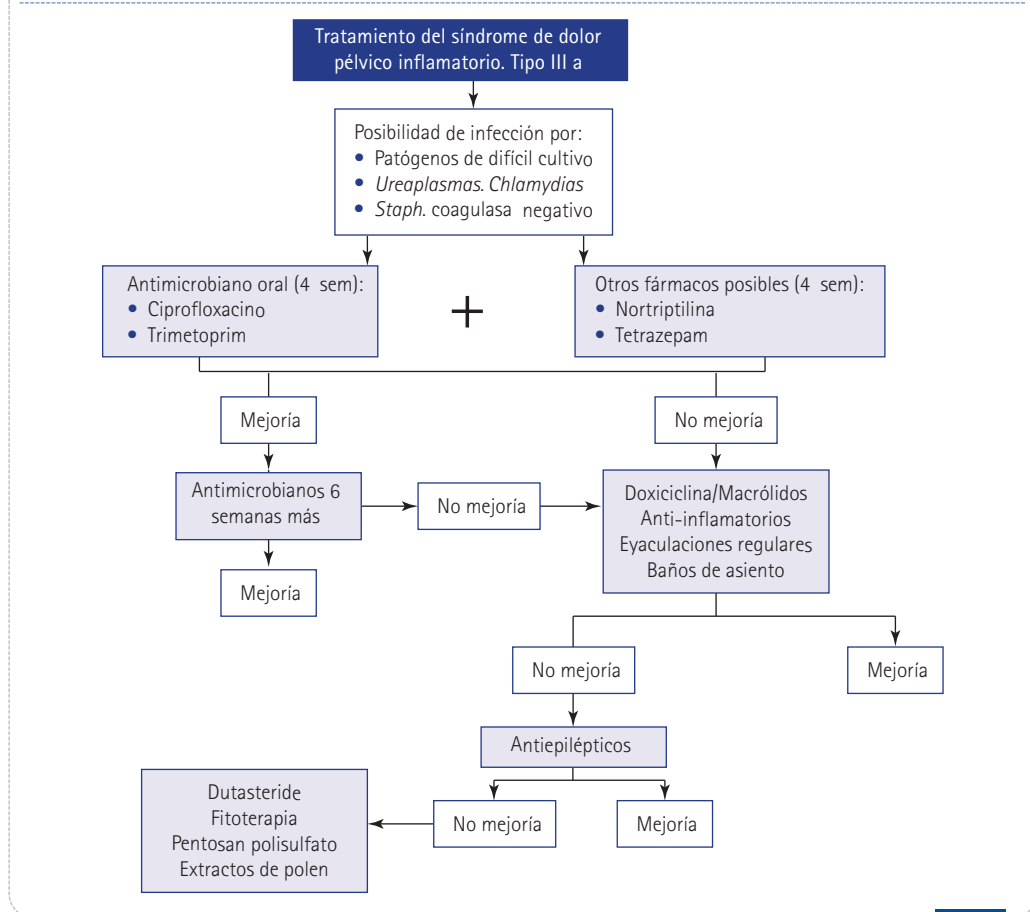 Tratamiento del síndrome de dolor
pélvico inflamatorio. Tipo III a
Posibilidad de infección por:
• Patógenos de difícil cultivo
• Ureaplasmas. Chlamydias
• Staph. coagulasa negativo
Antimicrobiano oral (4 sem):
• Ciprofloxacino
• Trimetoprim
+
Otros fármacos posibles (4 sem):
• Nortriptilina
• Tetrazepam
Mejoría
No mejoría
Antimicrobianos 6
semanas más
No mejoría
Doxiciclina/Macrólidos
Anti-inflamatorios
Eyaculaciones regulares
Baños de asiento
Mejoría
No mejoría
Mejoría
Antiepilépticos
Dutasteride
Fitoterapia
Pentosan polisulfato
Extractos de polen
No mejoría
Mejoría